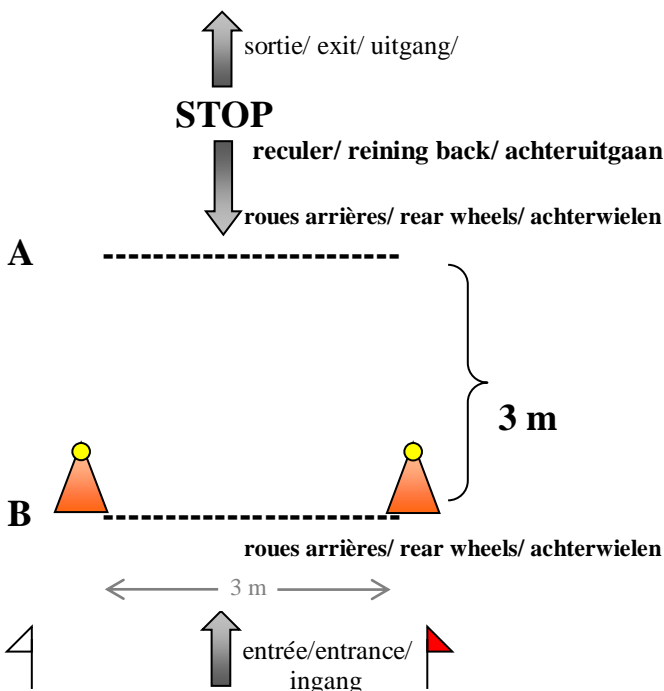 sortie/ exit/ uitgang/
STOP
reculer/ reining back/ achteruitgaan
roues arrières/ rear wheels/ achterwielen
A
3 m
B
roues arrières/ rear wheels/ achterwielen
3 m
entrée/entrance/
ingang